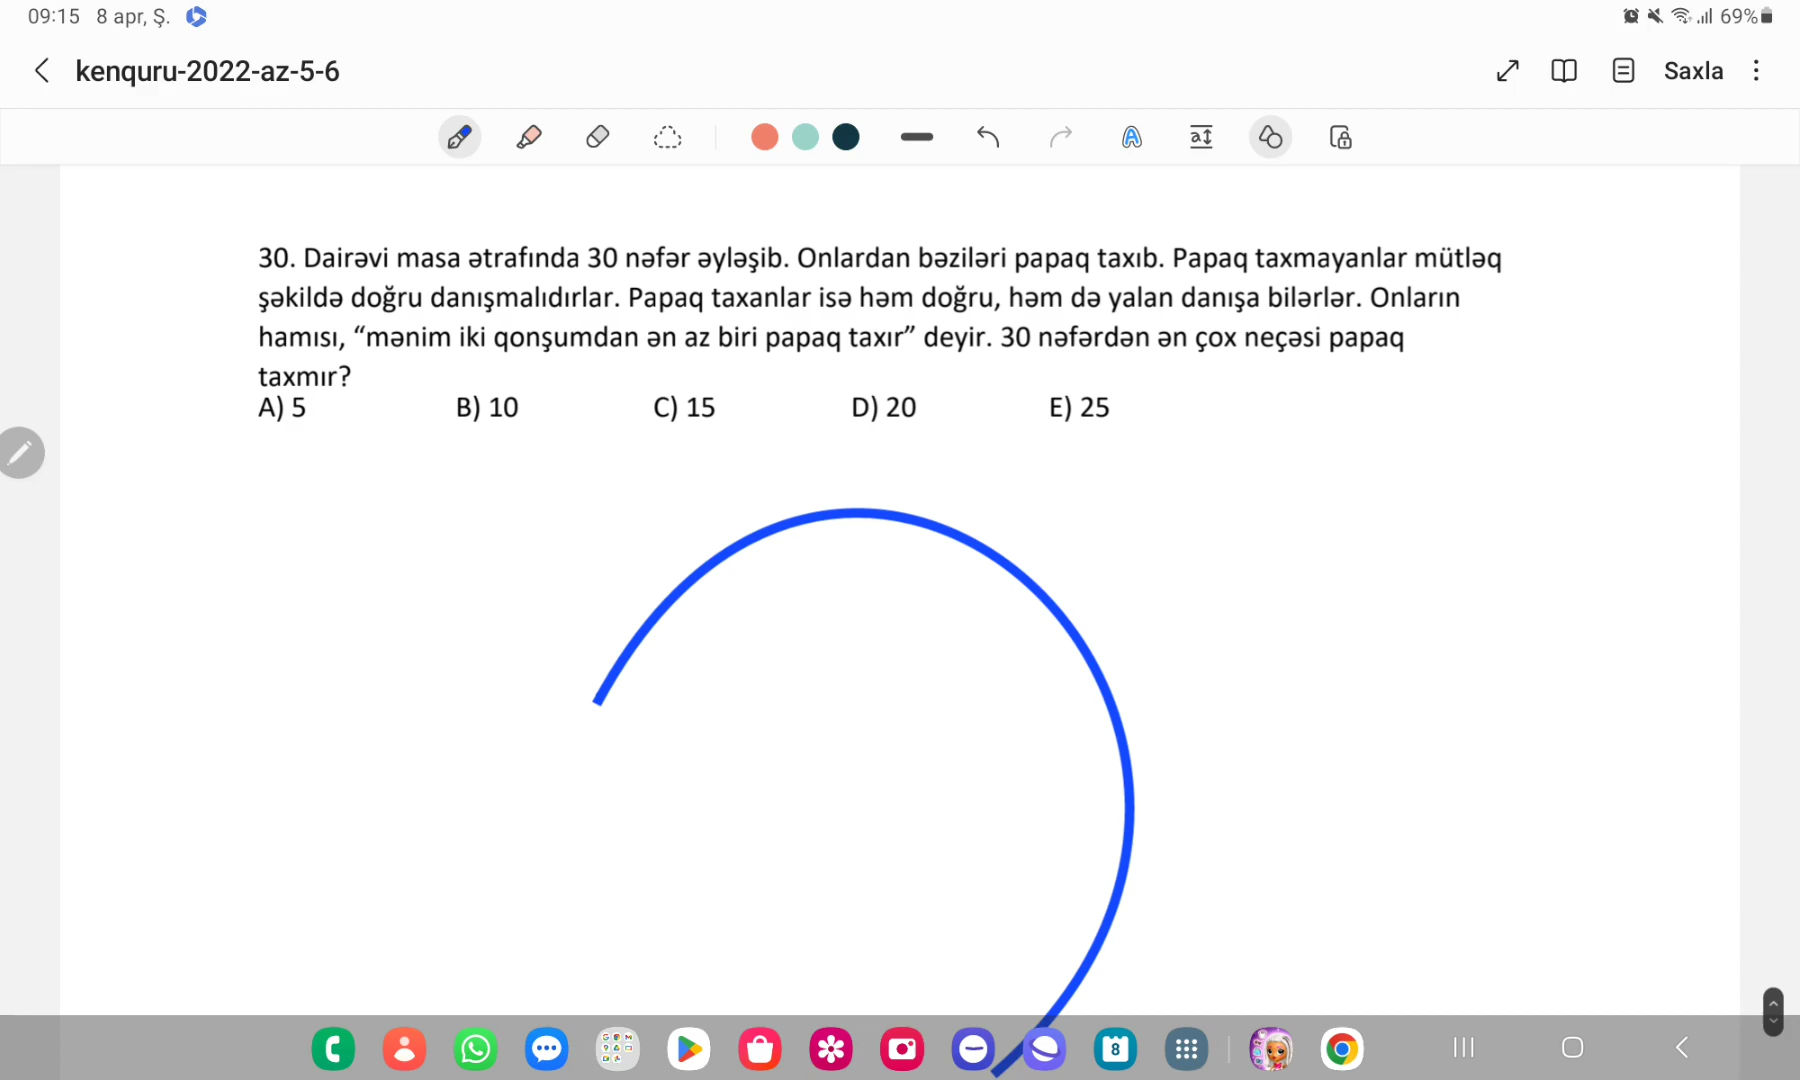 09:15 8 apr, Ş. 69%
kenquru-2022-az-5-6 Saxla
30. Dairəvi masa ətrafında 30 nəfər əyləşib. Onlardan bəziləri papaq taxıb. Papaq taxmayanlar mütləq
şəkildə doğru danışmalıdırlar. Papaq taxanlar isə həm doğru, həm də yalan danışa bilərlər. Onların
hamısı, “mənim iki qonşumdan ən az biri papaq taxır” deyir. 30 nəfərdən ən çox neçəsi papaq
taxmır?
A) 5 B) 10 C) 15 D) 20 E) 25
8